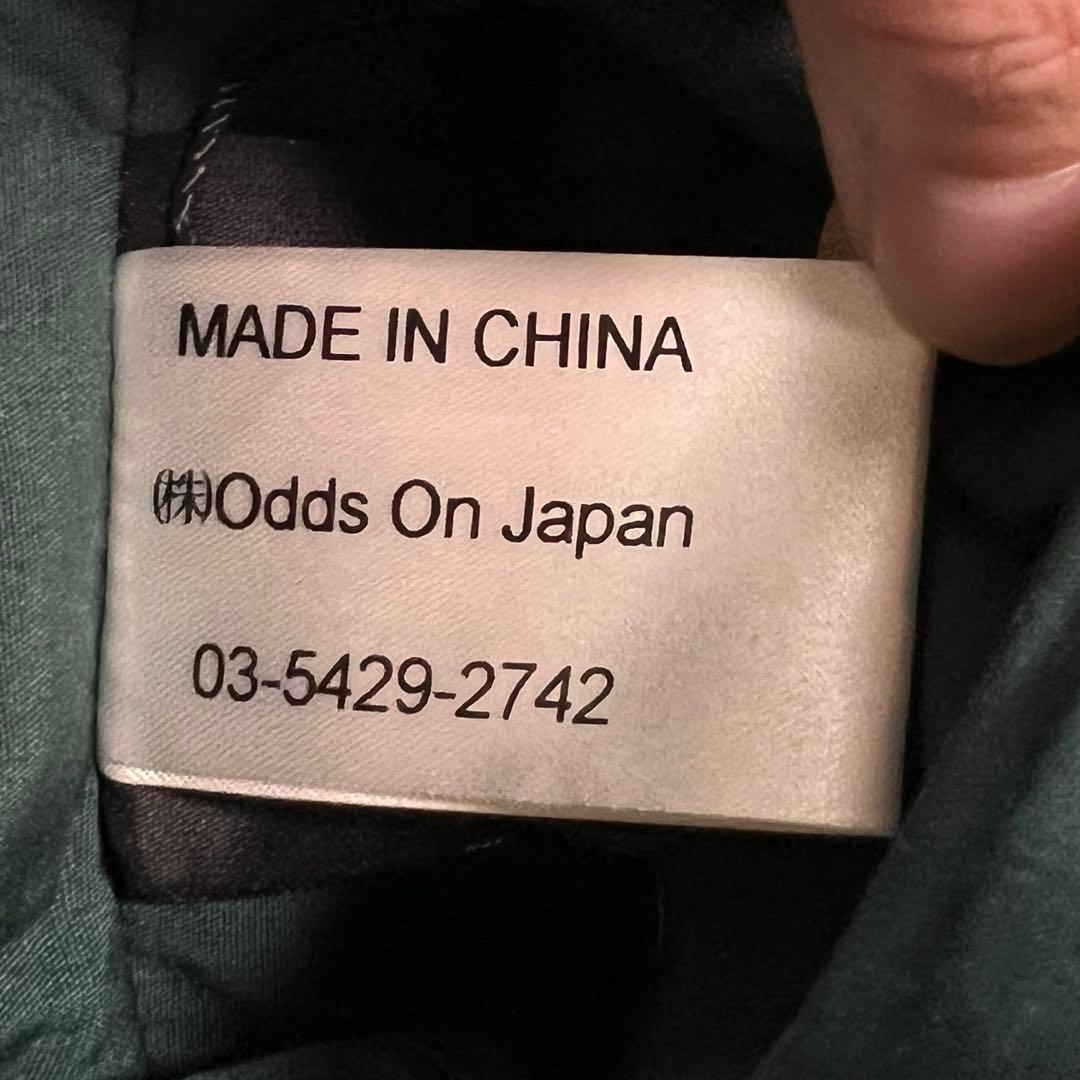 MADE IN CHINA
㈱Odds On Japan
03-5429-2742